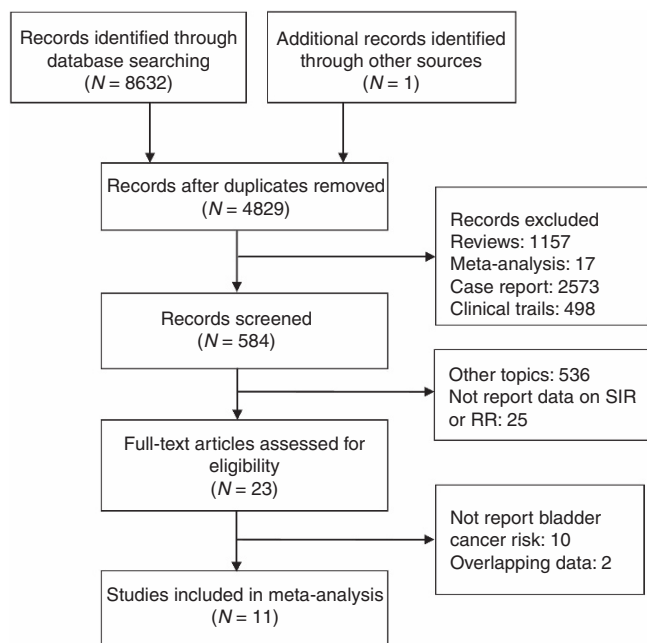 Records identified through
database searching
(N = 8632)
Additional records identified
through other sources
(N = 1)
Records after duplicates removed
(N = 4829)
Records excluded
Reviews: 1157
Meta-analysis: 17
Case report: 2573
Clinical trails: 498
Records screened
(N = 584)
Other topics: 536
Not report data on SIR
or RR: 25
Full-text articles assessed for
eligibility
(N = 23)
Not report bladder
cancer risk: 10
Overlapping data: 2
Studies included in meta-analysis
(N = 11)